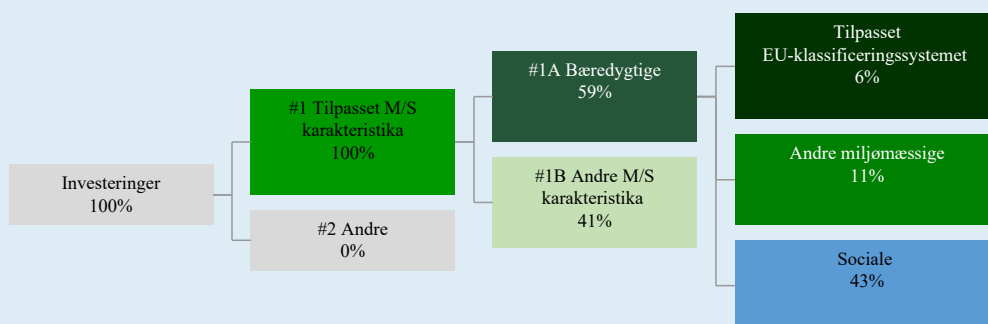 Investeringer
100%
#1 Tilpasset M/S
karakteristika
100%
#2 Andre
0%
#1A Bæredygtige
59%
#1B Andre M/S
karakteristika
41%
Tilpasset
EU-klassificeringssystemet
6%
Andre miljømæssige
11%
Sociale
43%